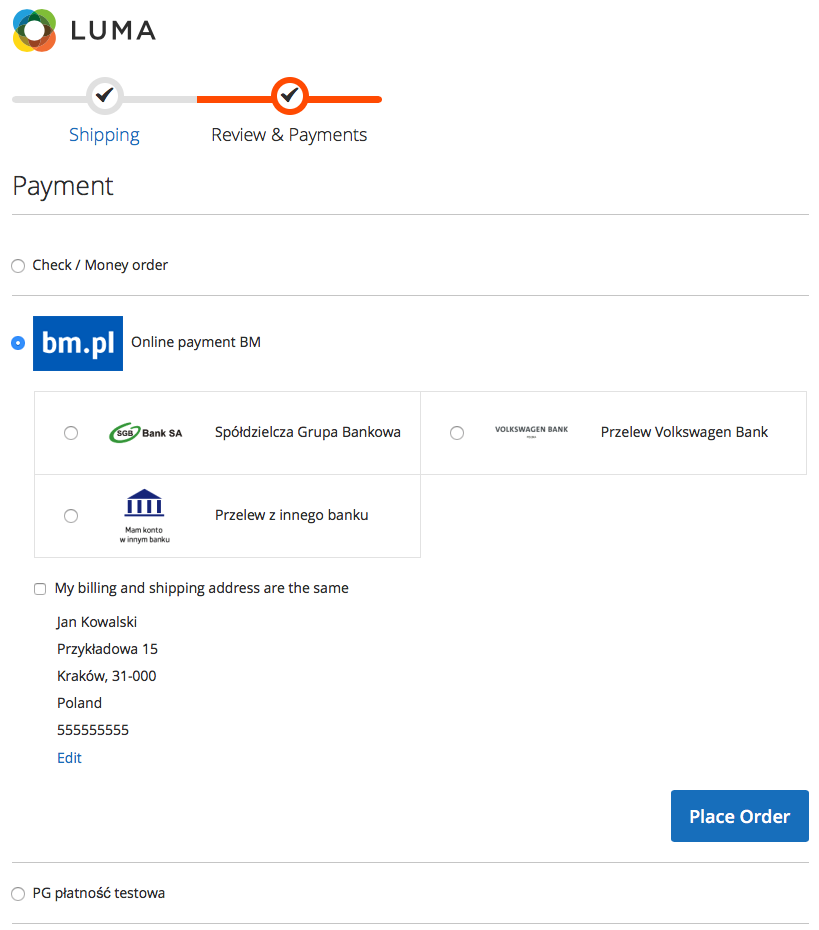 LUMA
Shipping
Review & Payments
Payment
Check / Money order
bm.pl
Online payment BM
SGB Bank SA
Spółdzielcza Grupa Bankowa
VOLKSWAGEN BANK
Przelew Volkswagen Bank
Mam konto
w innym banku
Przelew z innego banku
My billing and shipping address are the same
Jan Kowalski
Przykładowa 15
Kraków, 31-000
Poland
555555555
Edit
Place Order
PG płatność testowa